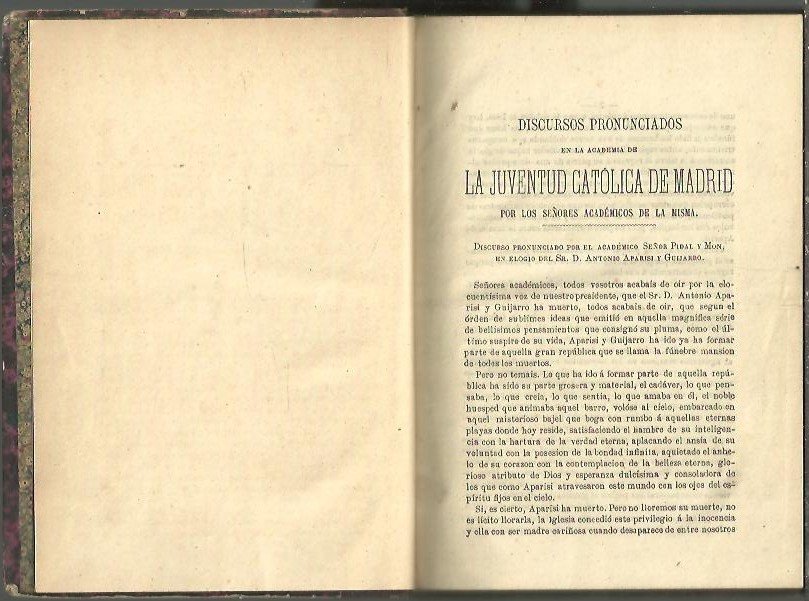 DISCURSOS PRONUNCIADOS
EN LA ACADEMIA DE
LA JUVENTUD CATÓLICA DE MADRID
POR LOS SEÑORES ACADÉMICOS DE LA MISMA.
DISCURSO PRONUNCIADO POR EL ACADÉMICO SEÑOR PIDAL Y MON,
EN ELOGIO DEL SR. D. ANTONIO APARISI Y GUIJARRO.
Señores académicos, todos vosotros acabais de oir por la elo-
cuentísima voz de nuestro presidente, que el Sr. D. Antonio Apa-
risi y Guijarro ha muerto, todos acabais de oir, que segun el
órden de sublimes ideas que emitió en aquella magnífica série
de bellísimos pensamientos que consignó su pluma, como el úl-
timo suspiro de su vida, Aparisi y Guijarro ha ido ya ha formar
parte de aquella gran república que se llama la fúnebre mansion
de todos los muertos.
Pero no temais. Lo que ha ido á formar parte de aquella repú-
blica ha sido su parte grosera y material, el cadáver, lo que pen-
saba, lo que creia, lo que sentia, lo que amaba en él, el noble
huesped que animaba aquel barro, volóse al cielo, embarcado en
aquel misterioso bajel que boga con rumbo á aquellas eternas
playas donde hoy reside, satisfaciendo el hambre de su inteligen-
cia con la hartura de la verdad eterna, aplacando el ansia de su
voluntad con la posesion de la bondad infinita, aquietado el anhe-
lo de su corazon con la contemplacion de la belleza eterna, glo-
rioso atributo de Dios y esperanza dulcísima y consoladora de
los que como Aparisi atravesaron este mundo con los ojos del es-
píritu fijos en el cielo.
Si, es cierto, Aparisi ha muerto. Pero no lloremos su muerte, no
es lícito llorarla, la Iglesia concedió este privilegio á la inocencia
y ella con ser madre cariñosa cuando desaparece de entre nosotros